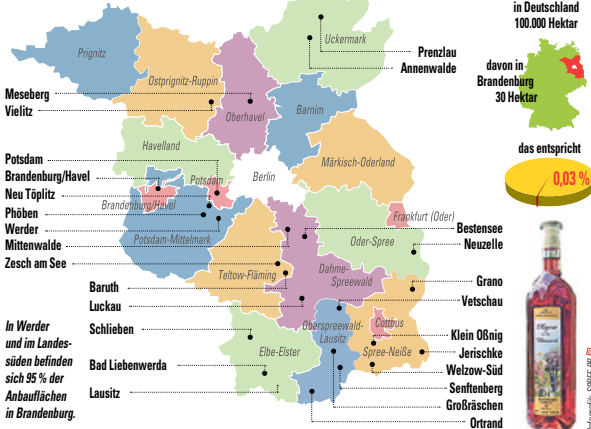 in Deutschland
100.000 Hektar
davon in
Brandenburg
30 Hektar
das entspricht
0,03 %
Prignitz
Ostprignitz-Ruppin
Uckermark
Oberhavel
Barnim
Havelland
Potsdam
Berlin
Märkisch-Oderland
Brandenburg/Havel
Potsdam-Mittelmark
Frankfurt (Oder)
Oder-Spree
Teltow-Fläming
Dahme-
Spreewald
Oberspreewald-
Lausitz
Cottbus
Spree-Neiße
Elbe-Elster
Prenzlau
Annenwalde
Meseberg
Vielitz
Potsdam
Brandenburg/Havel
Neu Töplitz
Phöben
Werder
Mittenwalde
Zesch am See
Baruth
Luckau
Schlieben
Bad Liebenwerda
Lausitz
Bestensee
Neuzelle
Grano
Vetschau
Klein Oßnig
Jerischke
Welzow-Süd
Senftenberg
Großräschen
Ortrand
In Werder
und im Landes-
süden befinden
sich 95 % der
Anbauflächen
in Brandenburg.